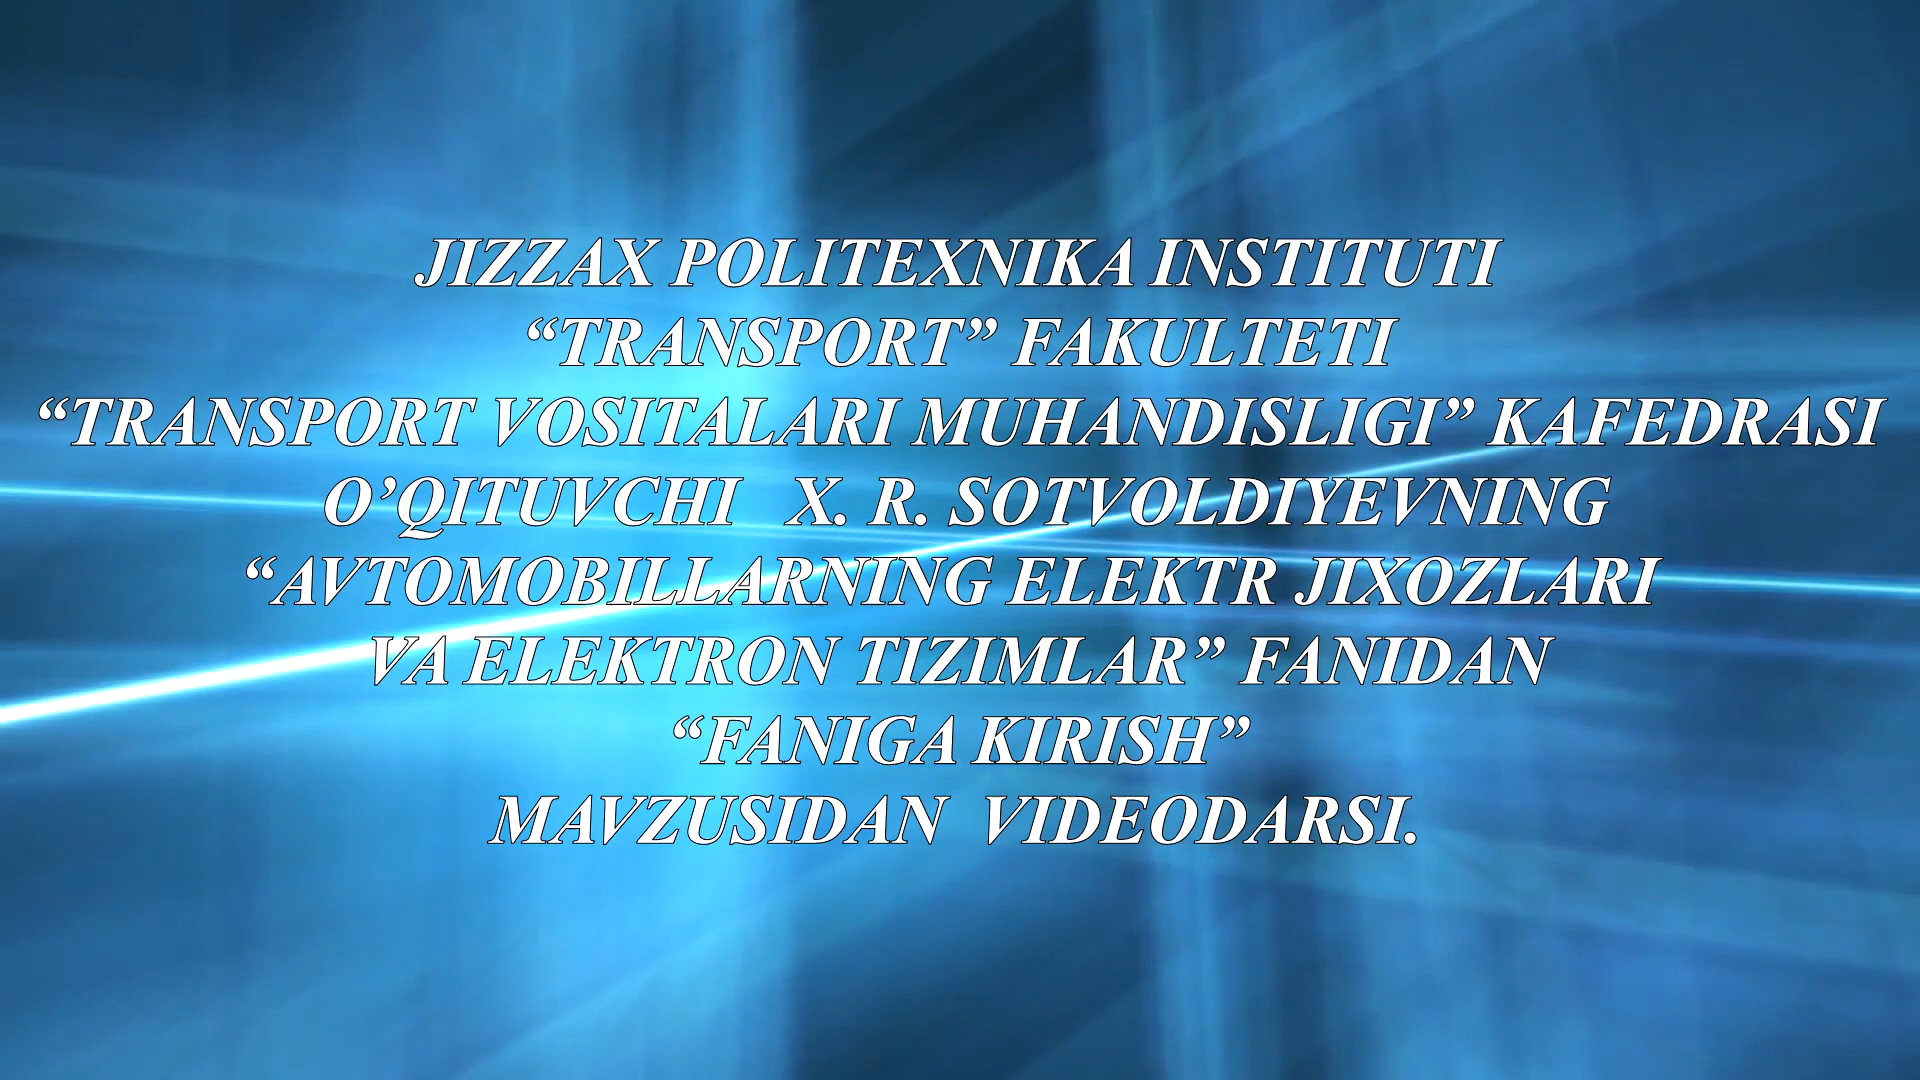 JIZZAX POLITEXNIKA INSTITUTI
“TRANSPORT” FAKULTETI
“TRANSPORT VOSITALARI MUHANDISLIGI” KAFEDRASI
O’QITUVCHI X. R. SOTVOLDIYEVNING
“AVTOMOBILLARNING ELEKTR JIXOZLARI
VA ELEKTRON TIZIMLAR” FANIDAN
“FANIGA KIRISH”
MAVZUSIDAN VIDEODARSI.